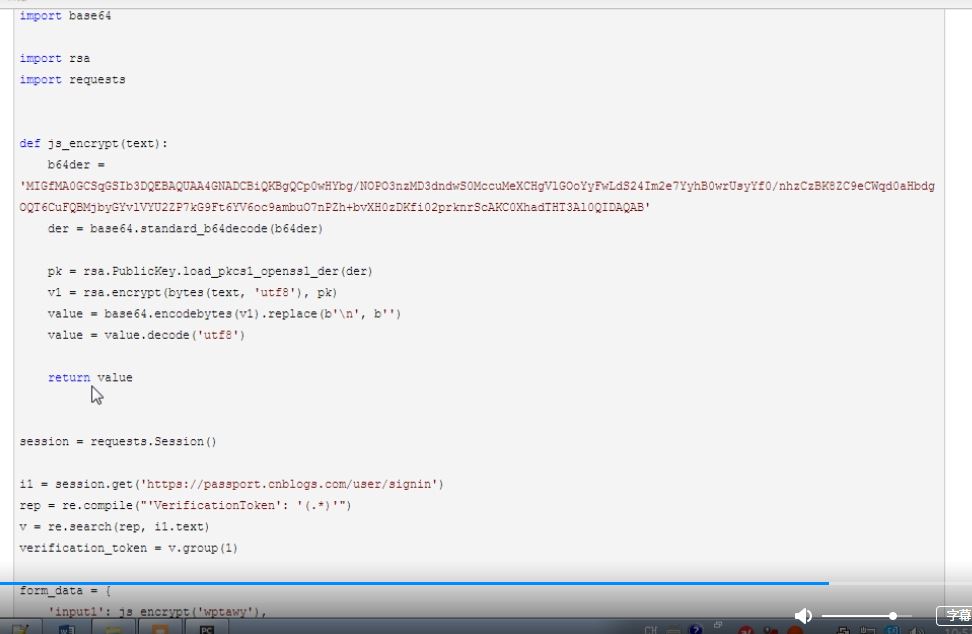 import base64
import rsa
import requests
def js_encrypt(text):
b64der =
'MIGfMA0GCSqGSIb3DQEBAQUAA4GNADCBiQKBgQCp0wHYbg/NOPO3nzMD3dndwS0MccuMeXCHgVlGOoYyFwLdS24Im2e7YyhB0wrUsyYf0/nhzCzBK8ZC9eCWqd0aHbdg
OQT6CuFQBMjbyGYvlVYU2ZP7kG9Ft6YV6oc9ambuO7nPZh+bvXH0zDKfi02prknrScAKC0XhadTHT3Al0QIDAQAB'
der = base64.standard_b64decode(b64der)
pk = rsa.PublicKey.load_pkcs1_openssl_der(der)
v1 = rsa.encrypt(bytes(text, 'utf8'), pk)
value = base64.encodebytes(v1).replace(b'\n', b'')
value = value.decode('utf8')
return value
session = requests.Session()
i1 = session.get('https://passport.cnblogs.com/user/signin')
rep = re.compile("'VerificationToken': '(.*)'")
v = re.search(rep, i1.text)
verification_token = v.group(1)
form_data = {
'input1': js_encrypt('wptawy'),
字幕
CH